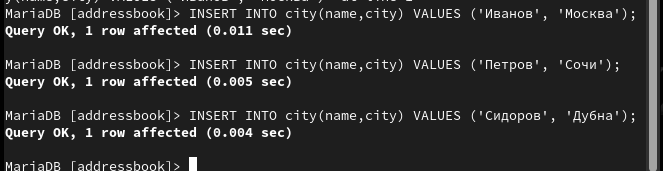 MariaDB [addressbook]> INSERT INTO city(name,city) VALUES ('Иванов', 'Москва');
Query OK, 1 row affected (0.011 sec)
MariaDB [addressbook]> INSERT INTO city(name,city) VALUES ('Петров', 'Сочи');
Query OK, 1 row affected (0.005 sec)
MariaDB [addressbook]> INSERT INTO city(name,city) VALUES ('Сидоров', 'Дубна');
Query OK, 1 row affected (0.004 sec)
MariaDB [addressbook]>